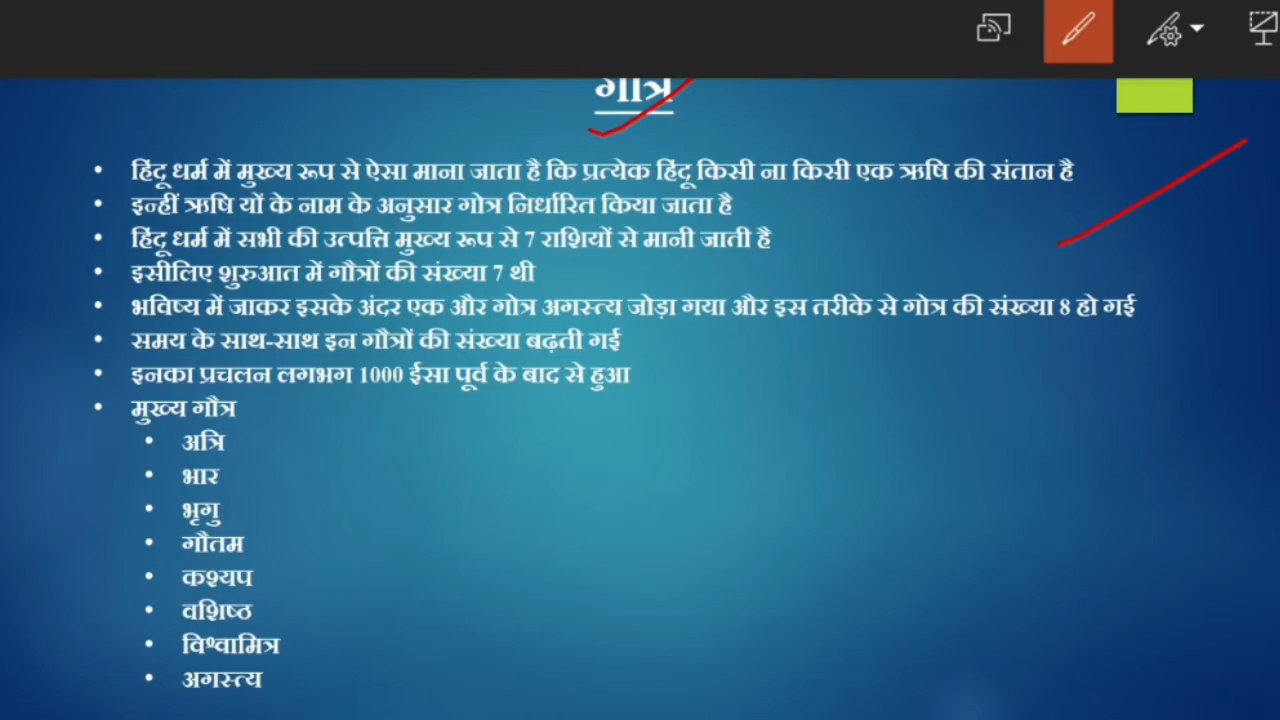 गोत्र
हिंदू धर्म में मुख्य रूप से ऐसा माना जाता है कि प्रत्येक हिंदू किसी ना किसी एक ऋषि की संतान है
इन्हीं ऋषि यों के नाम के अनुसार गोत्र निर्धारित किया जाता है
हिंदू धर्म में सभी की उत्पत्ति मुख्य रूप से 7 राशियों से मानी जाती है
इसीलिए शुरुआत में गौत्रों की संख्या 7 थी
भविष्य में जाकर इसके अंदर एक और गोत्र अगस्त्य जोड़ा गया और इस तरीके से गोत्र की संख्या 8 हो गई
समय के साथ-साथ इन गौत्रों की संख्या बढ़ती गई
इनका प्रचलन लगभग 1000 ईसा पूर्व के बाद से हुआ
मुख्य गौत्र
अत्रि
भार
भृगु
गौतम
कश्यप
वशिष्ठ
विश्वामित्र
अगस्त्य